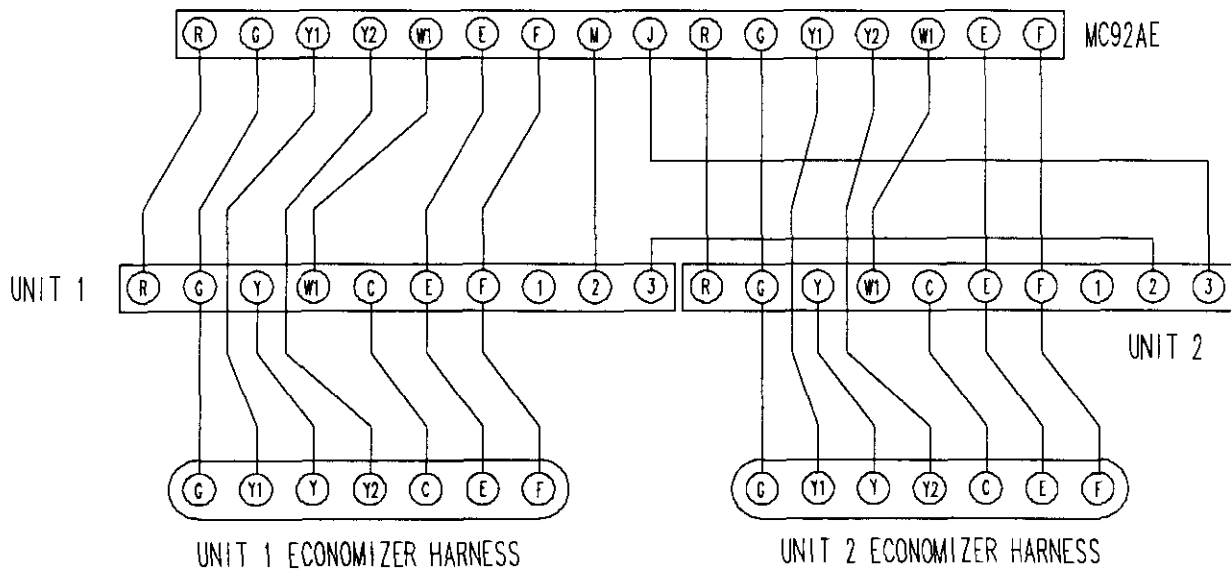 R G Y1 Y2 W1 E F M J R G Y1 Y2 W1 E F MC92AE
UNIT 1 R G Y W1 C E F 1 2 3 R G Y W1 C E F 1 2 3
UNIT 2
G Y1 Y Y2 C E F G Y1 Y Y2 C E F
UNIT 1 ECONOMIZER HARNESS UNIT 2 ECONOMIZER HARNESS